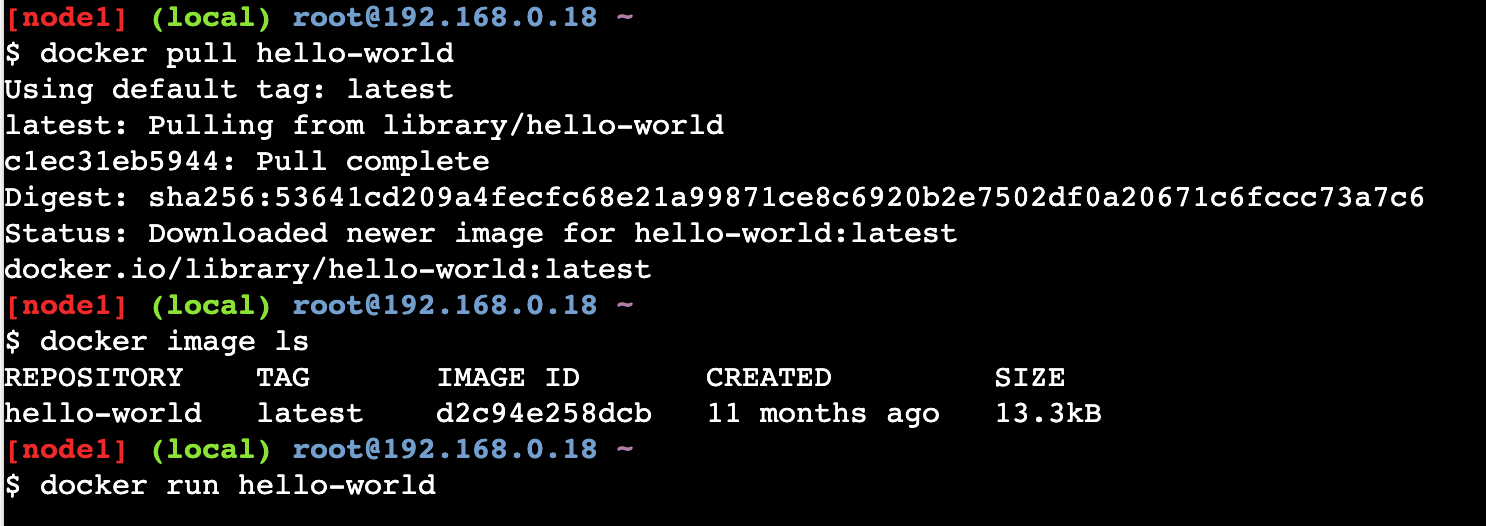 [node1] (local) root@192.168.0.18 ~
$ docker pull hello-world
Using default tag: latest
latest: Pulling from library/hello-world
c1ec31eb5944: Pull complete
Digest: sha256:53641cd209a4fecfc68e21a99871ce8c6920b2e7502df0a20671c6fccc73a7c6
Status: Downloaded newer image for hello-world:latest
docker.io/library/hello-world:latest
[node1] (local) root@192.168.0.18 ~
$ docker image ls
REPOSITORY    TAG       IMAGE ID       CREATED         SIZE
hello-world   latest    d2c94e258dcb   11 months ago   13.3kB
[node1] (local) root@192.168.0.18 ~
$ docker run hello-world